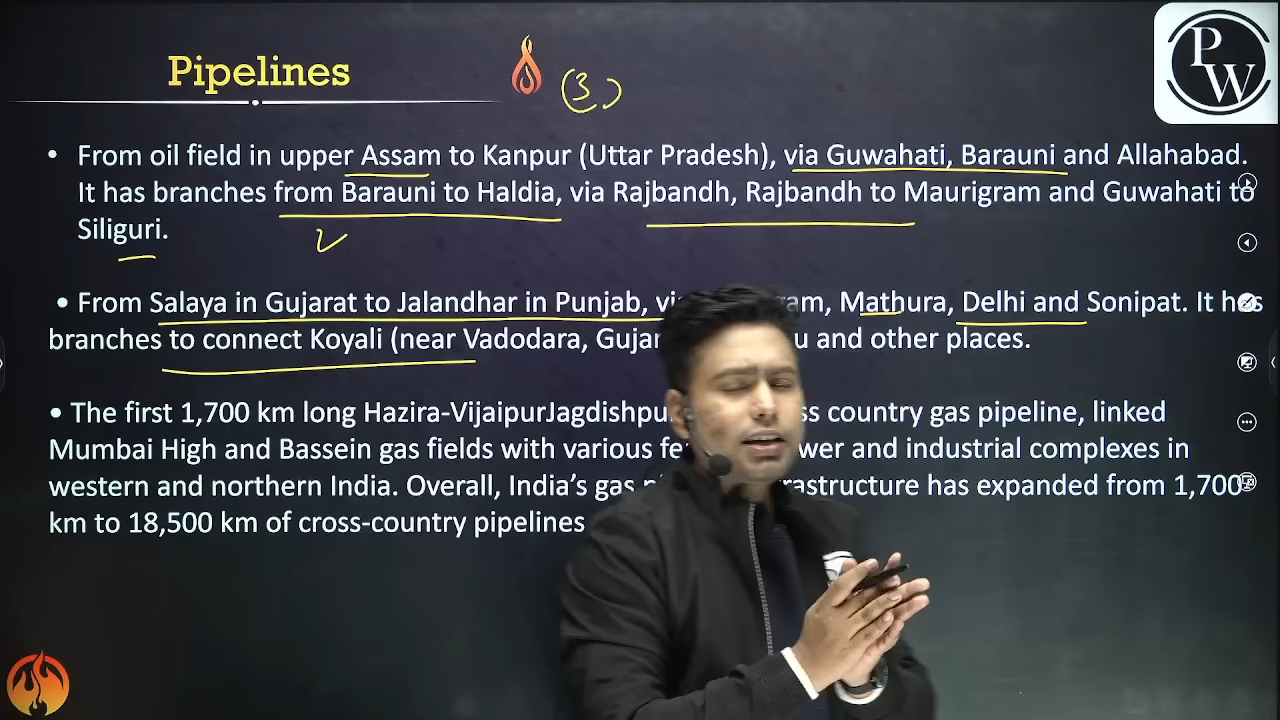 Pipelines
(3)
PW
• From oil field in upper Assam to Kanpur (Uttar Pradesh), via Guwahati, Barauni and Allahabad.
It has branches from Barauni to Haldia, via Rajbandh, Rajbandh to Maurigram and Guwahati to
Siliguri.
• From Salaya in Gujarat to Jalandhar in Punjab, Mathura, Delhi and Sonipat. It has
branches to connect Koyali (near Vadodara, and other places.
• The first 1,700 km long country gas pipeline, linked
Mumbai High and Bassein gas fields with various and industrial complexes in
western and northern India. Overall, India's gas has expanded from 1,700
km to 18,500 km of cross-country pipelines